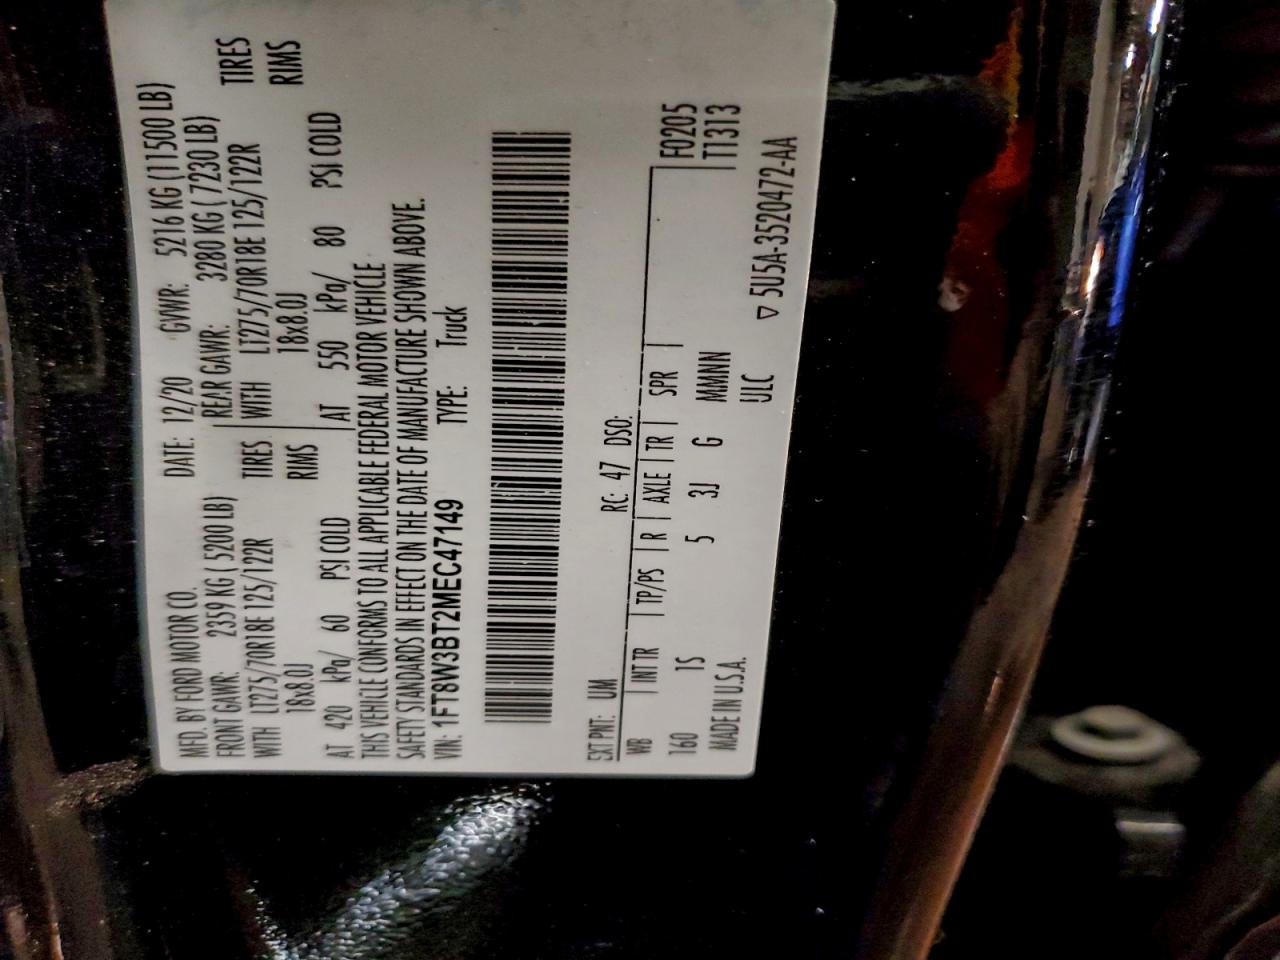 MFD. BY FORD MOTOR CO. DATE: 12/20 GVWR: 5216 KG (11500 LB)
FRONT GAWR: 2359 KG ( 5200 LB) REAR GAWR: 3280 KG ( 7230 LB)
WITH LT275/70R18E 125/122R TIRES WITH LT275/70R18E 125/122R TIRES
18x8.0J RIMS 18x8.0J RIMS
AT 420 kPa/ 60 PSI COLD AT 550 kPa/ 80 PSI COLD
THIS VEHICLE CONFORMS TO ALL APPLICABLE FEDERAL MOTOR VEHICLE
SAFETY STANDARDS IN EFFECT ON THE DATE OF MANUFACTURE SHOWN ABOVE.
VIN: 1FT8W3BT2MEC47149 TYPE: Truck
EXT PNT: UM RC: 47 DSO:
WB INT TR TP/PS R AXLE TR SPR F0205
160 TS 5 3J G MMMNN T1313
MADE IN U.S.A. ULC
▽ 5U5A-3520472-AA